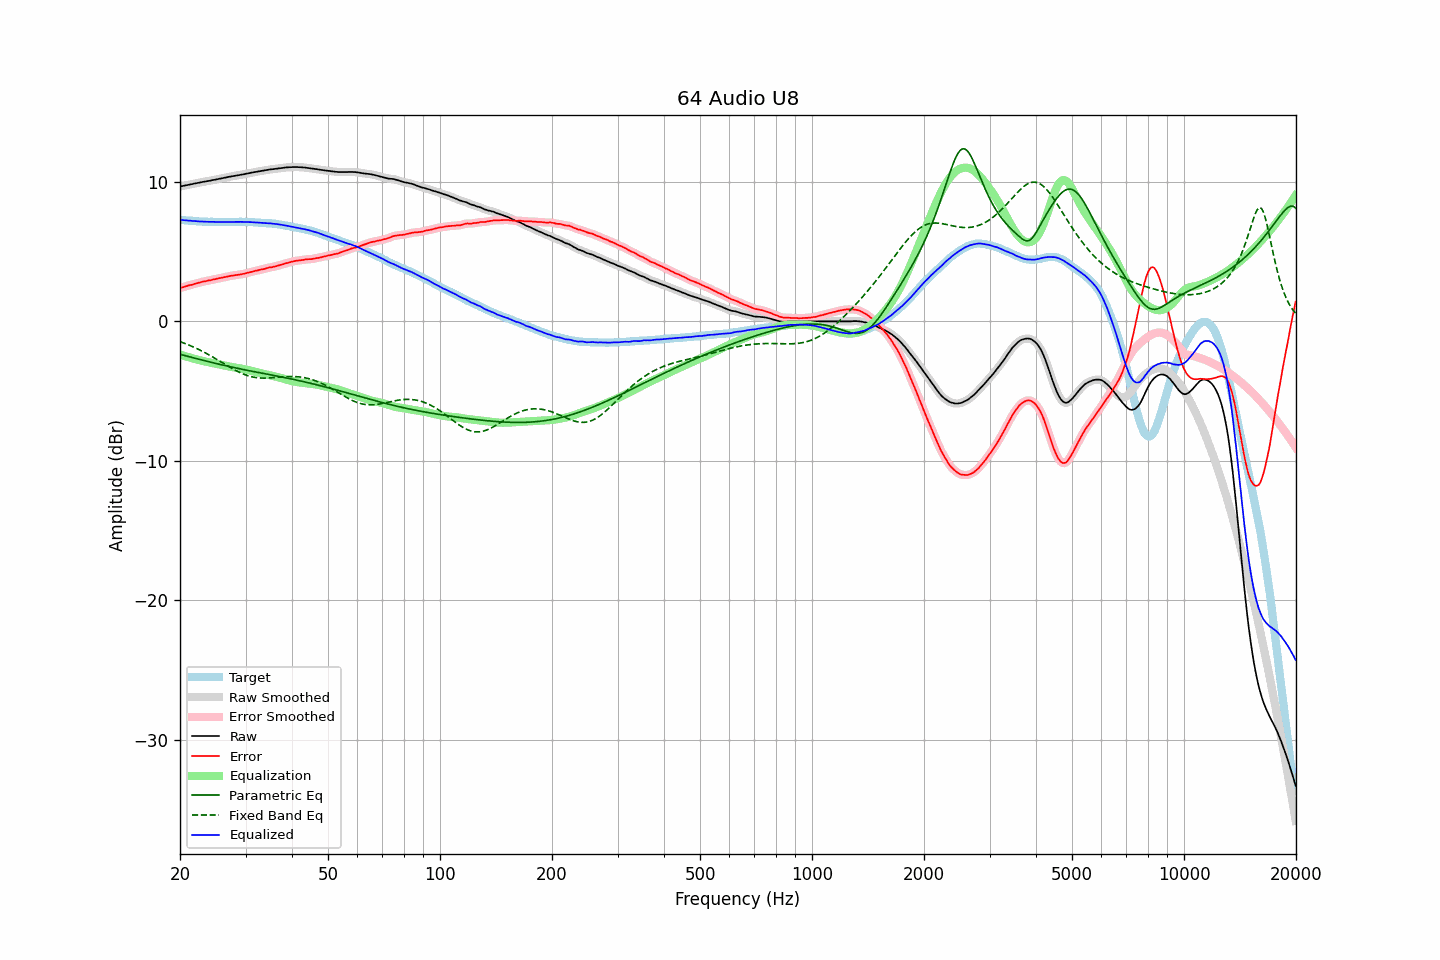 64 Audio U8
Amplitude (dBr)
10
0
−10
−20
−30
Target
Raw Smoothed
Error Smoothed
Raw
Error
Equalization
Parametric Eq
Fixed Band Eq
Equalized
20 50 100 200 500 1000 2000 5000 10000 20000
Frequency (Hz)